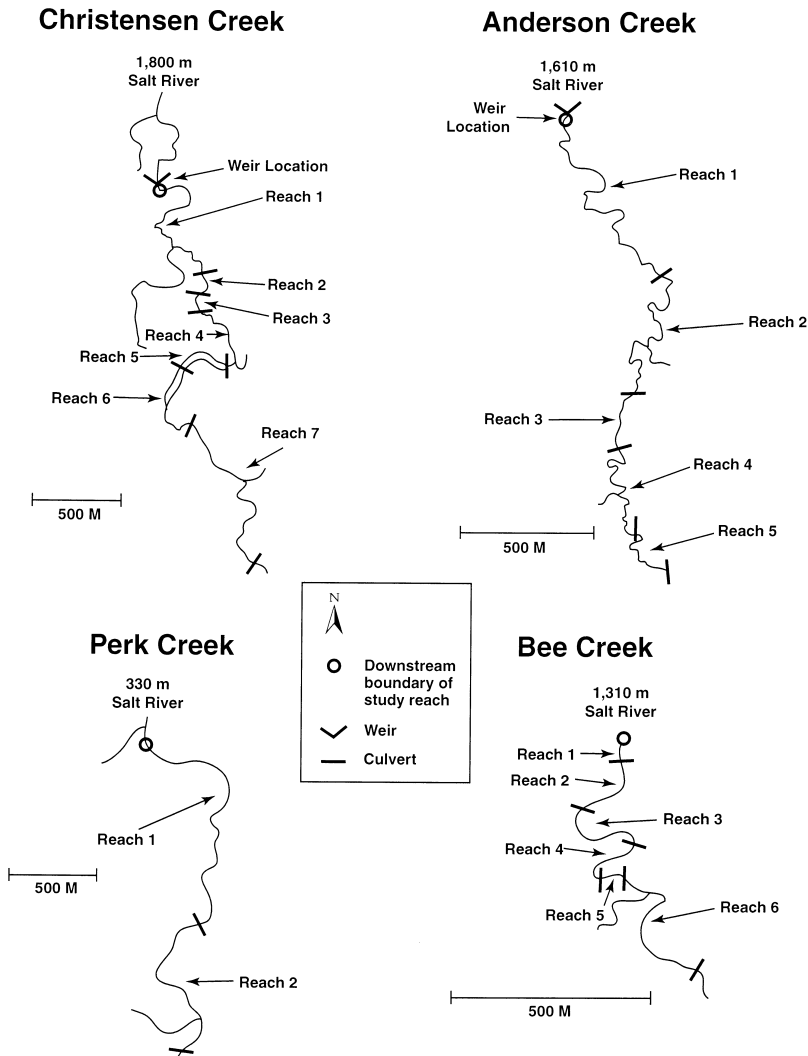 Christensen Creek
1,800 m
Salt River
Weir Location
Reach 1
Reach 2
Reach 3
Reach 4
Reach 5
Reach 6
Reach 7
500 M
Anderson Creek
1,610 m
Salt River
Weir
Location
Reach 1
Reach 2
Reach 3
Reach 4
Reach 5
500 M
N
Downstream
boundary of
study reach
Weir
Culvert
Perk Creek
330 m
Salt River
Reach 1
500 M
Reach 2
Bee Creek
1,310 m
Salt River
Reach 1
Reach 2
Reach 3
Reach 4
Reach 5
Reach 6
500 M